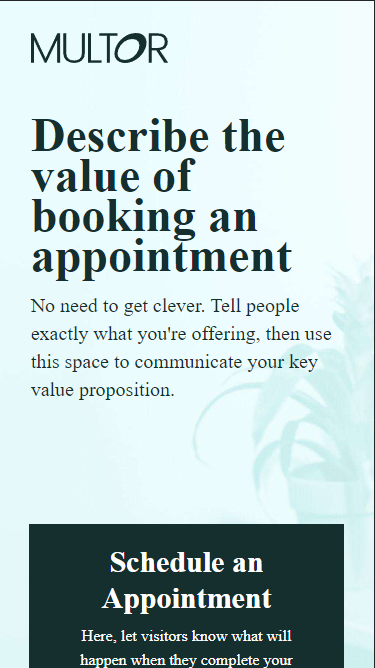 MULTOR
Describe the
value of
booking an
appointment
No need to get clever. Tell people
exactly what you're offering, then use
this space to communicate your key
value proposition.
Schedule an
Appointment
Here, let visitors know what will
happen when they complete your